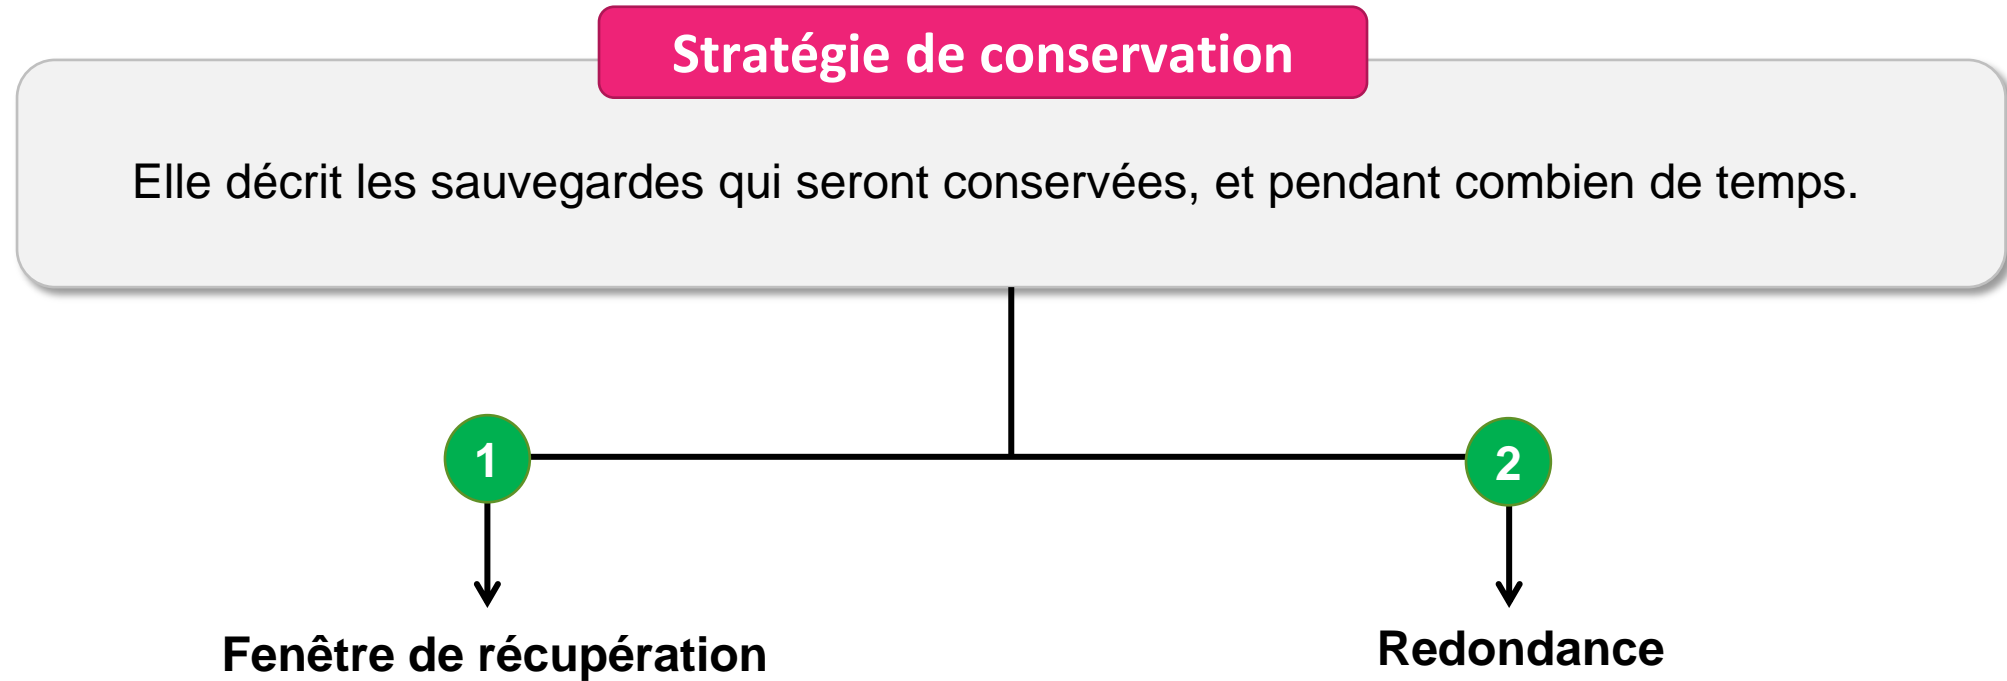 Stratégie de conservation
Elle décrit les sauvegardes qui seront conservées, et pendant combien de temps.
1
2
Fenêtre de récupération
Redondance